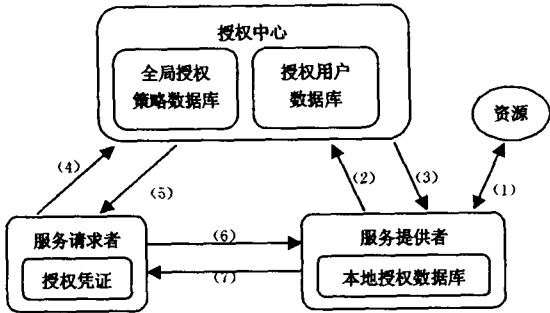 授权中心
全局授权
策略数据库
授权用户
数据库
资源
(4)
(5)
(2)
(3)
(1)
服务请求者
授权凭证
(6)
(7)
服务提供者
本地授权数据库